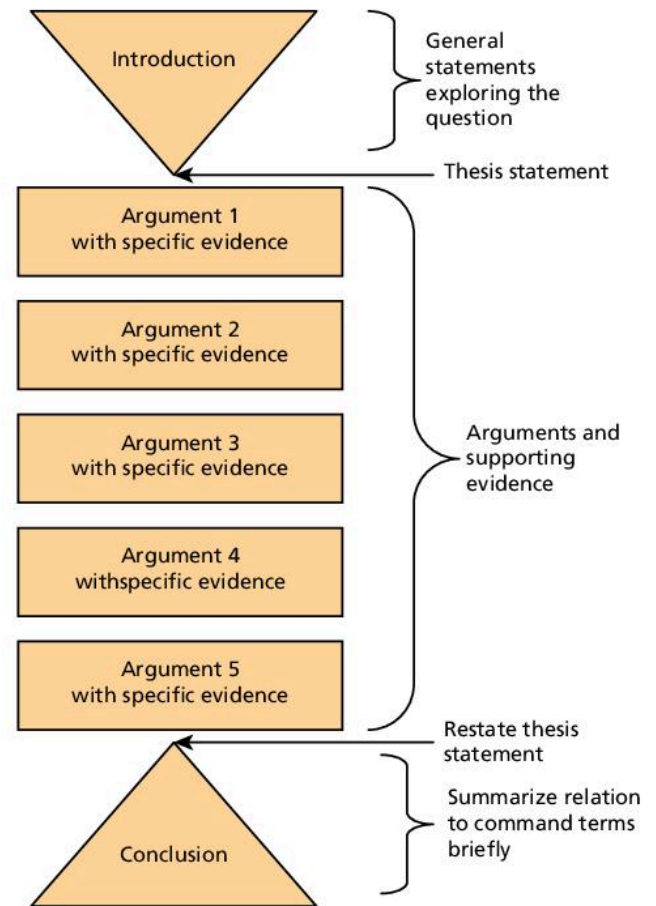 Introduction
General
statements
exploring the
question
Thesis statement
Argument 1
with specific evidence
Argument 2
with specific evidence
Argument 3
with specific evidence
Argument 4
withspecific evidence
Argument 5
with specific evidence
Arguments and
supporting
evidence
Restate thesis
statement
Conclusion
Summarize relation
to command terms
briefly